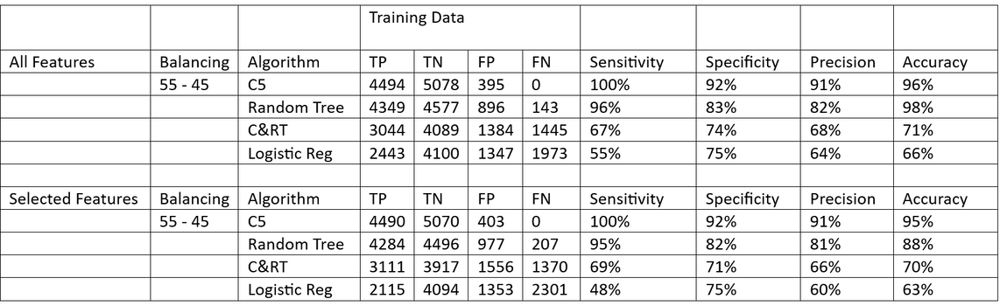 Training Data
All Features Balancing Algorithm TP TN FP FN Sensitivity Specificity Precision Accuracy
55 - 45 C5 4494 5078 395 0 100% 92% 91% 96%
Random Tree 4349 4577 896 143 96% 83% 82% 98%
C&RT 3044 4089 1384 1445 67% 74% 68% 71%
Logistic Reg 2443 4100 1347 1973 55% 75% 64% 66%
Selected Features Balancing Algorithm TP TN FP FN Sensitivity Specificity Precision Accuracy
55 - 45 C5 4490 5070 403 0 100% 92% 91% 95%
Random Tree 4284 4496 977 207 95% 82% 81% 88%
C&RT 3111 3917 1556 1370 69% 71% 66% 70%
Logistic Reg 2115 4094 1353 2301 48% 75% 60% 63%